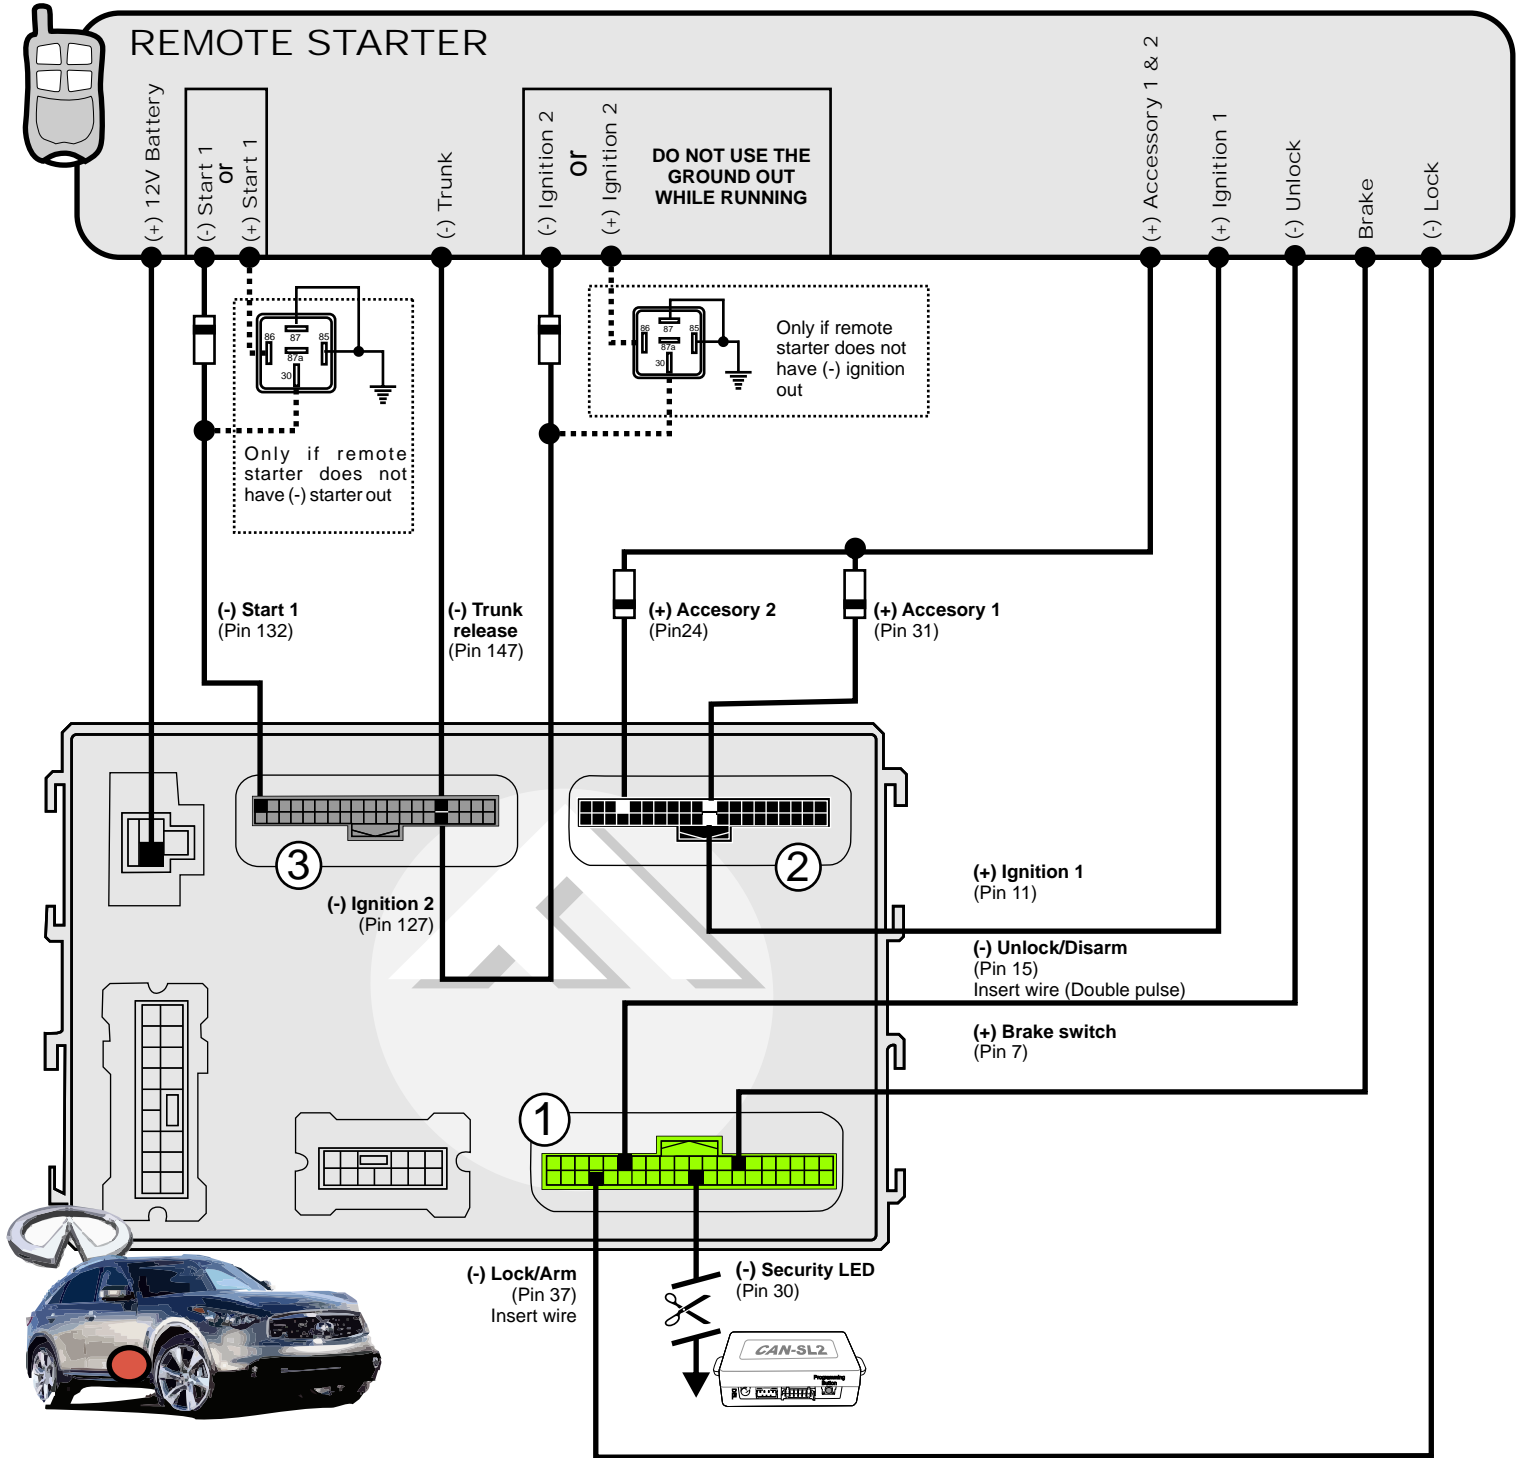 REMOTE STARTER
(+) 12V Battery
(-) Start 1
or
(+) Start 1
(-) Trunk
(-) Ignition 2
or
(+) Ignition 2
DO NOT USE THE
GROUND OUT
WHILE RUNNING
(+) Accessory 1 & 2
(+) Ignition 1
(-) Unlock
Brake
(-) Lock
86
87
85
87a
30
Only if remote
starter does not
have (-) starter out
86
87
85
87a
30
Only if remote
starter does not
have (-) ignition
out
(-) Start 1
(Pin 132)
(-) Trunk
release
(Pin 147)
(+) Accesory 2
(Pin24)
(+) Accesory 1
(Pin 31)
3
2
(-) Ignition 2
(Pin 127)
(+) Ignition 1
(Pin 11)
(-) Unlock/Disarm
(Pin 15)
Insert wire (Double pulse)
(+) Brake switch
(Pin 7)
1
(-) Lock/Arm
(Pin 37)
Insert wire
(-) Security LED
(Pin 30)
CAN-SL2
Programming
Button